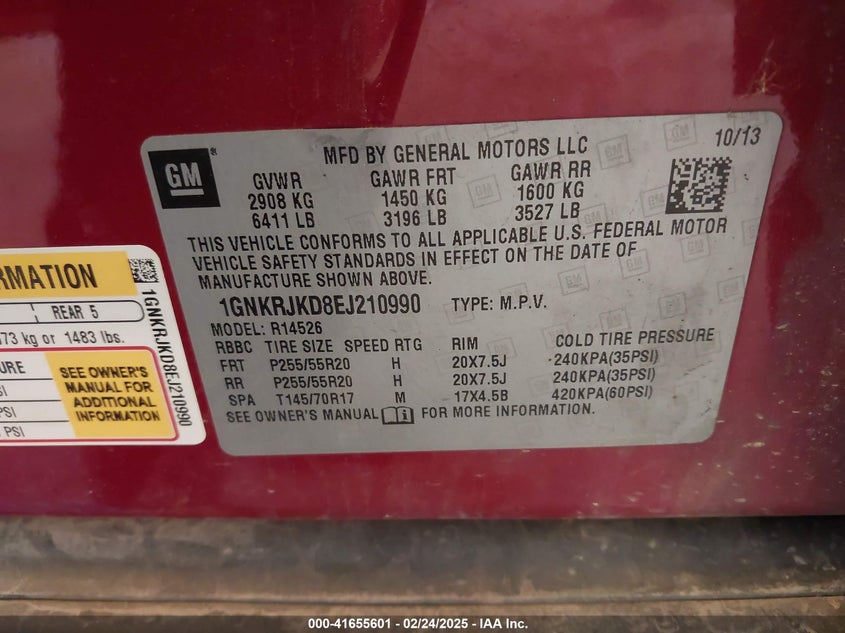 MFD BY GENERAL MOTORS LLC
10/13
GM
GVWR GAWR FRT GAWR RR
2908 KG 1450 KG 1600 KG
6411 LB 3196 LB 3527 LB
THIS VEHICLE CONFORMS TO ALL APPLICABLE U.S. FEDERAL MOTOR
VEHICLE SAFETY STANDARDS IN EFFECT ON THE DATE OF
MANUFACTURE SHOWN ABOVE.
1GNKRJKD8EJ210990 TYPE: M.P.V.
MODEL: R14526
RBBC TIRE SIZE SPEED RTG RIM COLD TIRE PRESSURE
FRT P255/55R20 H 20X7.5J 240KPA(35PSI)
RR P255/55R20 H 20X7.5J 240KPA(35PSI)
SPA T145/70R17 M 17X4.5B 420KPA(60PSI)
SEE OWNER'S MANUAL FOR MORE INFORMATION.
REAR 5
kg or 1483 lbs.
SEE OWNER'S
MANUAL FOR
ADDITIONAL
INFORMATION
PSI
1GNKRJKD8EJ210990
000-41655601 - 02/24/2025 - IAA Inc.